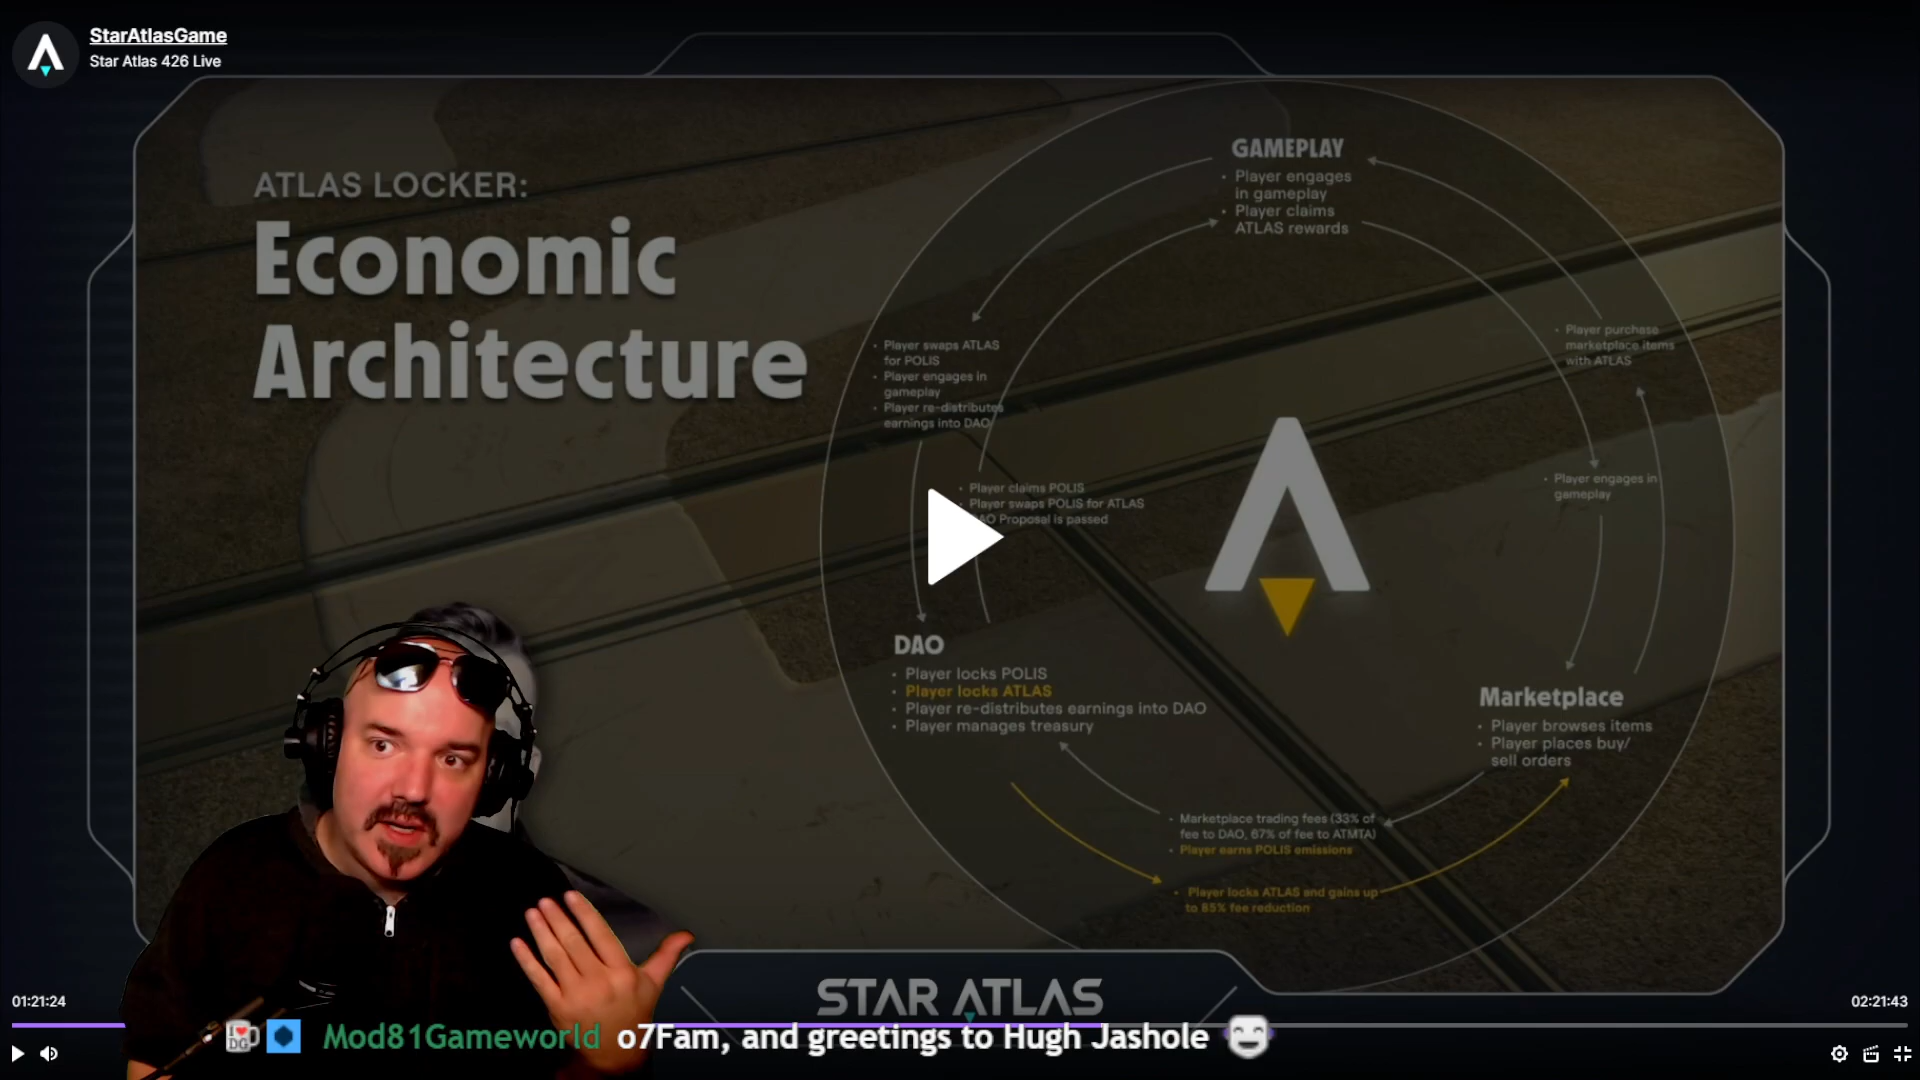 StarAtlasGame
Star Atlas 426 Live
ATLAS LOCKER:
Economic
Architecture
GAMEPLAY
• Player engages
in gameplay
• Player claims
ATLAS rewards
• Player swaps ATLAS
for POLIS
• Player engages in
gameplay
• Player re-distributes
earnings into DAO
• Player purchase
marketplace items
with ATLAS
• Player claims POLIS
• Player swaps POLIS for ATLAS
Proposal is passed
• Player engages in
gameplay
DAO
• Player locks POLIS
• Player locks ATLAS
• Player re-distributes earnings into DAO
• Player manages treasury
Marketplace
• Player browses items
• Player places buy/
sell orders
• Marketplace trading fees (33% of
fee to DAO, 67% of fee to ATMTA)
• Player earns POLIS emissions
• Player locks ATLAS and gains up
to 85% fee reduction
STAR ATLAS
01:21:24
02:21:43
Mod81Gameworld o7Fam, and greetings to Hugh Jashole